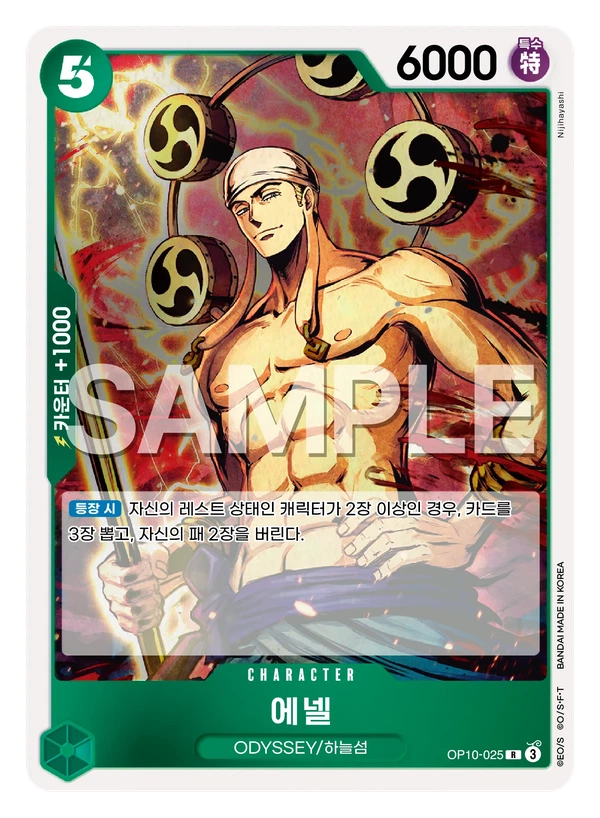 5
6000
특수
特
Nijihayashi
카운터 +1000
SAMPLE
등장 시 자신의 레스트 상태인 캐릭터가 2장 이상인 경우, 카드를
3장 뽑고, 자신의 패 2장을 버린다.
CHARACTER
에넬
ODYSSEY/하늘섬
OP10-025 R 3
©EO/S ©O/S·F·T BANDAI MADE IN KOREA